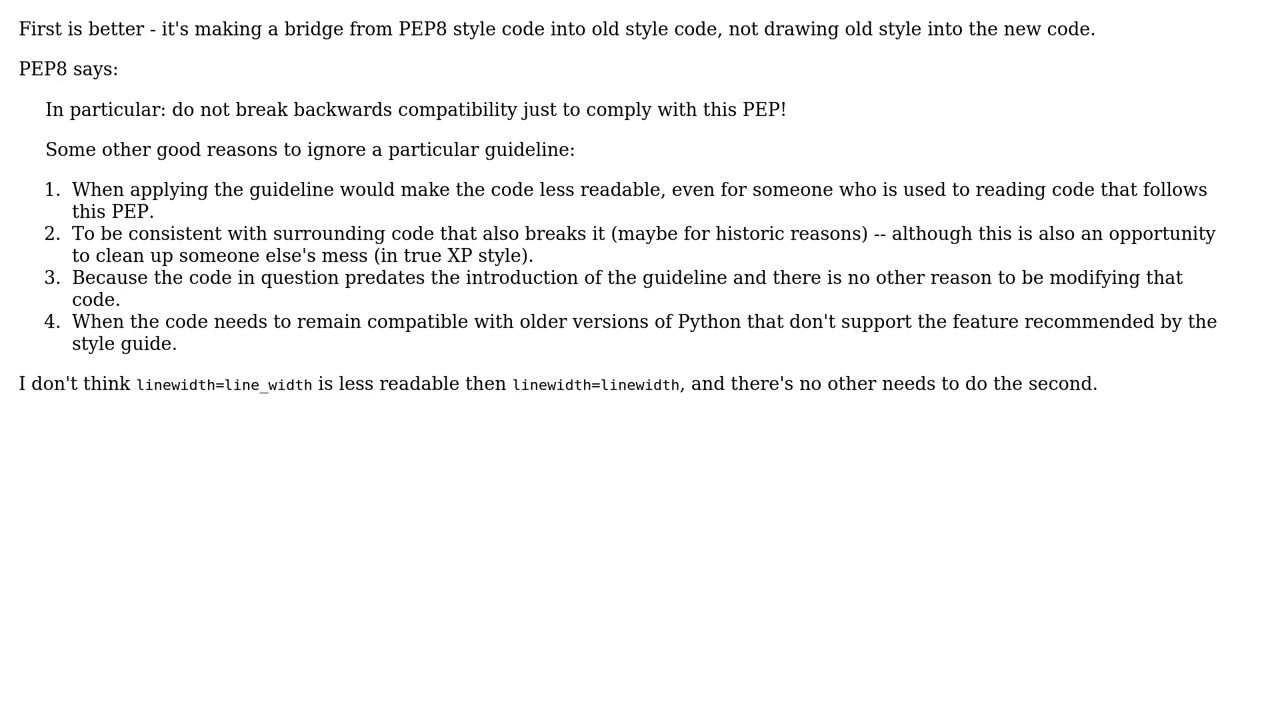 First is better - it's making a bridge from PEP8 style code into old style code, not drawing old style into the new code.
PEP8 says:
In particular: do not break backwards compatibility just to comply with this PEP!
Some other good reasons to ignore a particular guideline:
1. When applying the guideline would make the code less readable, even for someone who is used to reading code that follows
this PEP.
2. To be consistent with surrounding code that also breaks it (maybe for historic reasons) -- although this is also an opportunity
to clean up someone else's mess (in true XP style).
3. Because the code in question predates the introduction of the guideline and there is no other reason to be modifying that
code.
4. When the code needs to remain compatible with older versions of Python that don't support the feature recommended by the
style guide.
I don't think linewidth=line_width is less readable then linewidth=linewidth, and there's no other needs to do the second.